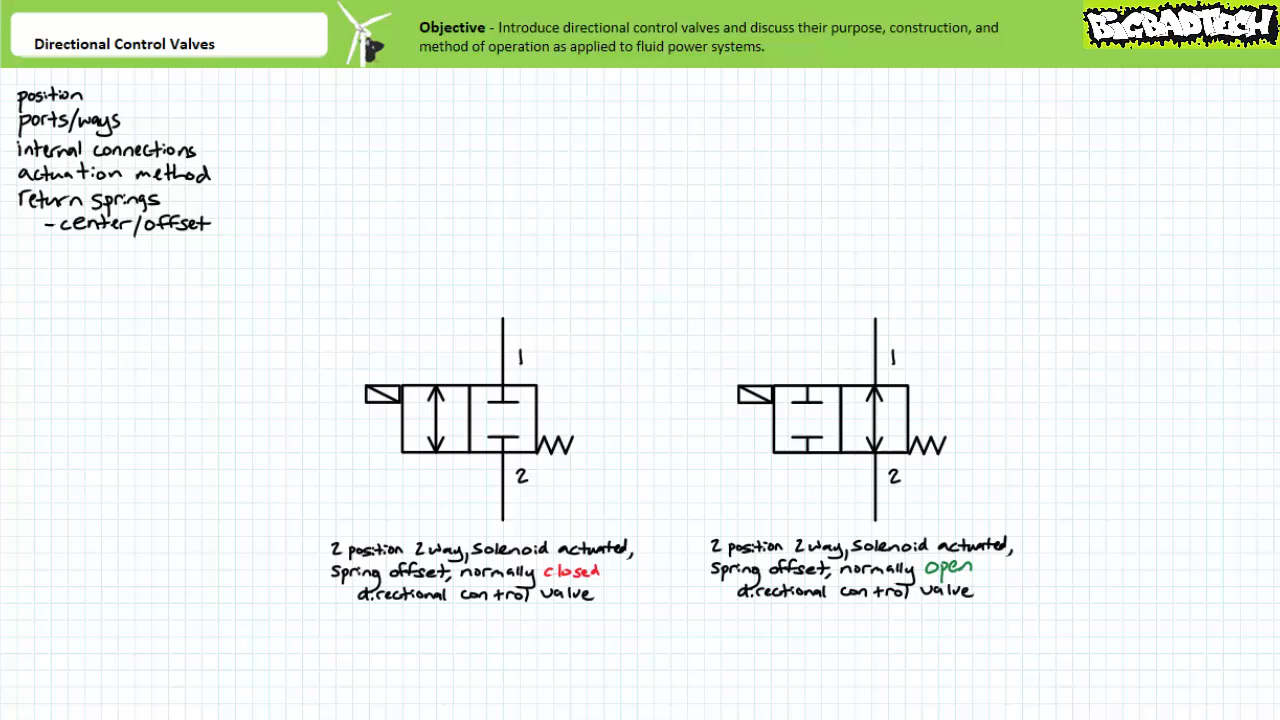 Directional Control Valves
Objective - Introduce directional control valves and discuss their purpose, construction, and
method of operation as applied to fluid power systems.
BIGBADTECH
position
ports/ways
internal connections
actuation method
return springs
- center/offset
1
2
2 position 2 way, solenoid actuated,
spring offset, normally closed
directional control valve
1
2
2 position 2 way, solenoid actuated,
spring offset, normally open
directional control valve